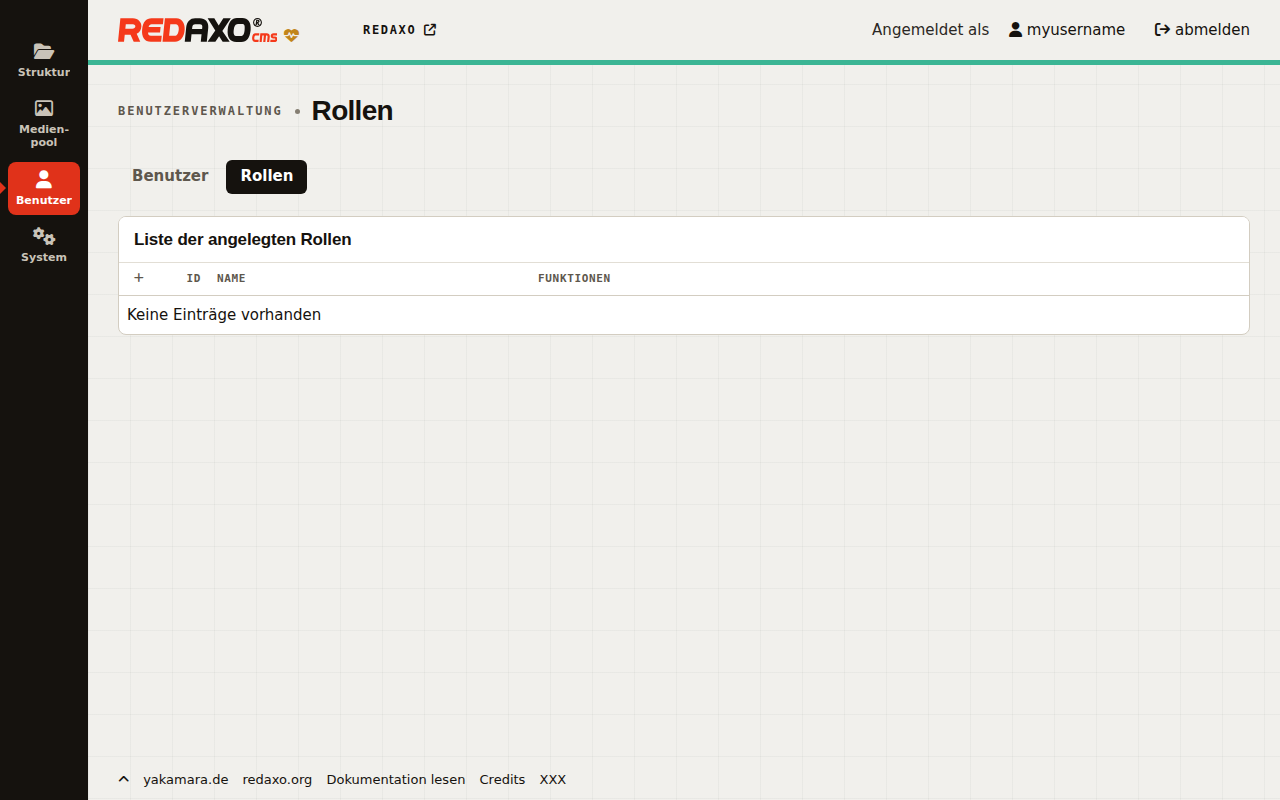 Struktur
Medien-
pool
Benutzer
System
REDAXO® cms
REDAXO
Angemeldet als myusername abmelden
BENUTZERVERWALTUNG • Rollen
Benutzer Rollen
Liste der angelegten Rollen
+ ID NAME FUNKTIONEN
Keine Einträge vorhanden
yakamara.de redaxo.org Dokumentation lesen Credits XXX